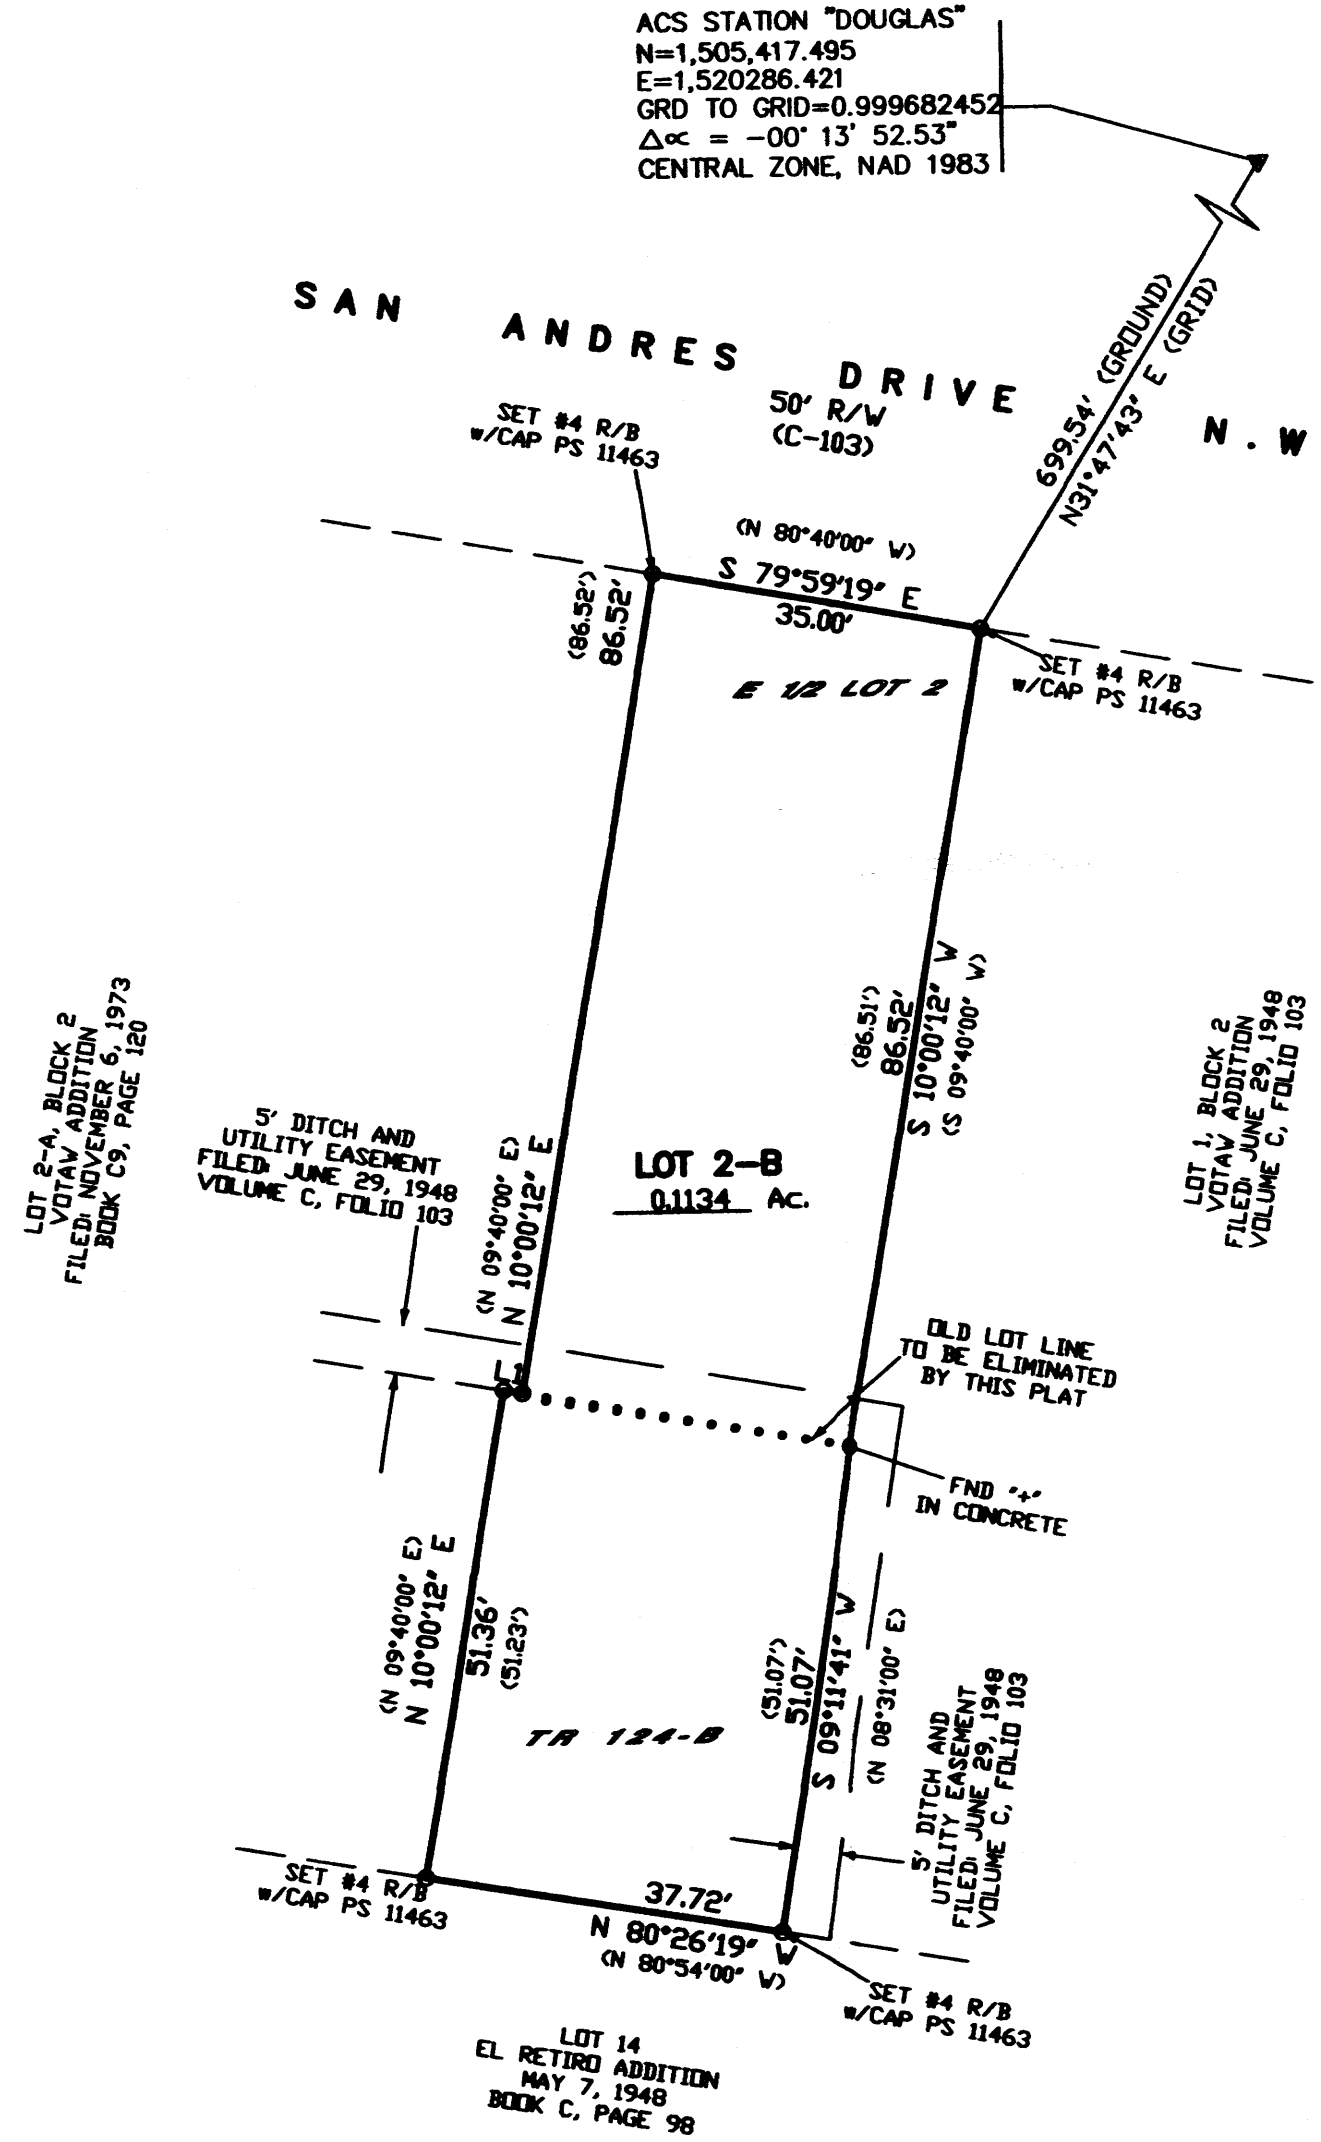 ACS STATION "DOUGLAS"
N=1,505,417.495
E=1,520286.421
GRD TO GRID=0.999682452
Δ∝ = -00° 13' 52.53"
CENTRAL ZONE, NAD 1983
SAN ANDRES DRIVE N.W
50' R/W
(C-103)
699.54' (GROUND)
N31°47'43" E (GRID)
SET #4 R/B
w/CAP PS 11463
(N 80°40'00" W)
S 79°59'19" E
35.00'
(86.52')
86.52'
SET #4 R/B
w/CAP PS 11463
E 1/2 LOT 2
(86.51')
86.52'
S 10°00'12" W
(S 09°40'00" W)
LOT 2-A, BLOCK 2
VOTAW ADDITION
FILED: NOVEMBER 6, 1973
BOOK C9, PAGE 120
LOT 1, BLOCK 2
VOTAW ADDITION
FILED: JUNE 29, 1948
VOLUME C, FOLIO 103
5' DITCH AND
UTILITY EASEMENT
FILED: JUNE 29, 1948
VOLUME C, FOLIO 103
(N 09°40'00" E)
N 10°00'12" E
LOT 2-B
0.1134 Ac.
OLD LOT LINE
TO BE ELIMINATED
BY THIS PLAT
L1
FND "+"
IN CONCRETE
(N 09°40'00" E)
N 10°00'12" E
51.36'
(51.23')
(51.07')
51.07'
S 09°11'41" W
(N 08°31'00" E)
TR 124-B
5' DITCH AND
UTILITY EASEMENT
FILED: JUNE 29, 1948
VOLUME C, FOLIO 103
SET #4 R/B
w/CAP PS 11463
37.72'
N 80°26'19" W
(N 80°54'00" W)
SET #4 R/B
w/CAP PS 11463
LOT 14
EL RETIRO ADDITION
MAY 7, 1948
BOOK C, PAGE 98